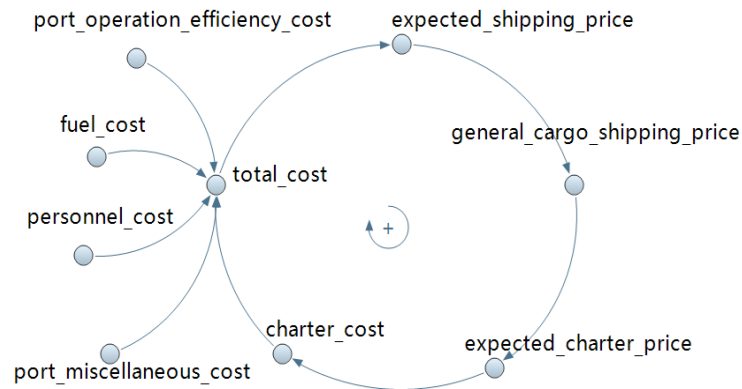 port_operation_efficiency_cost
expected_shipping_price
fuel_cost
general_cargo_shipping_price
total_cost
personnel_cost
+
charter_cost
expected_charter_price
port_miscellaneous_cost